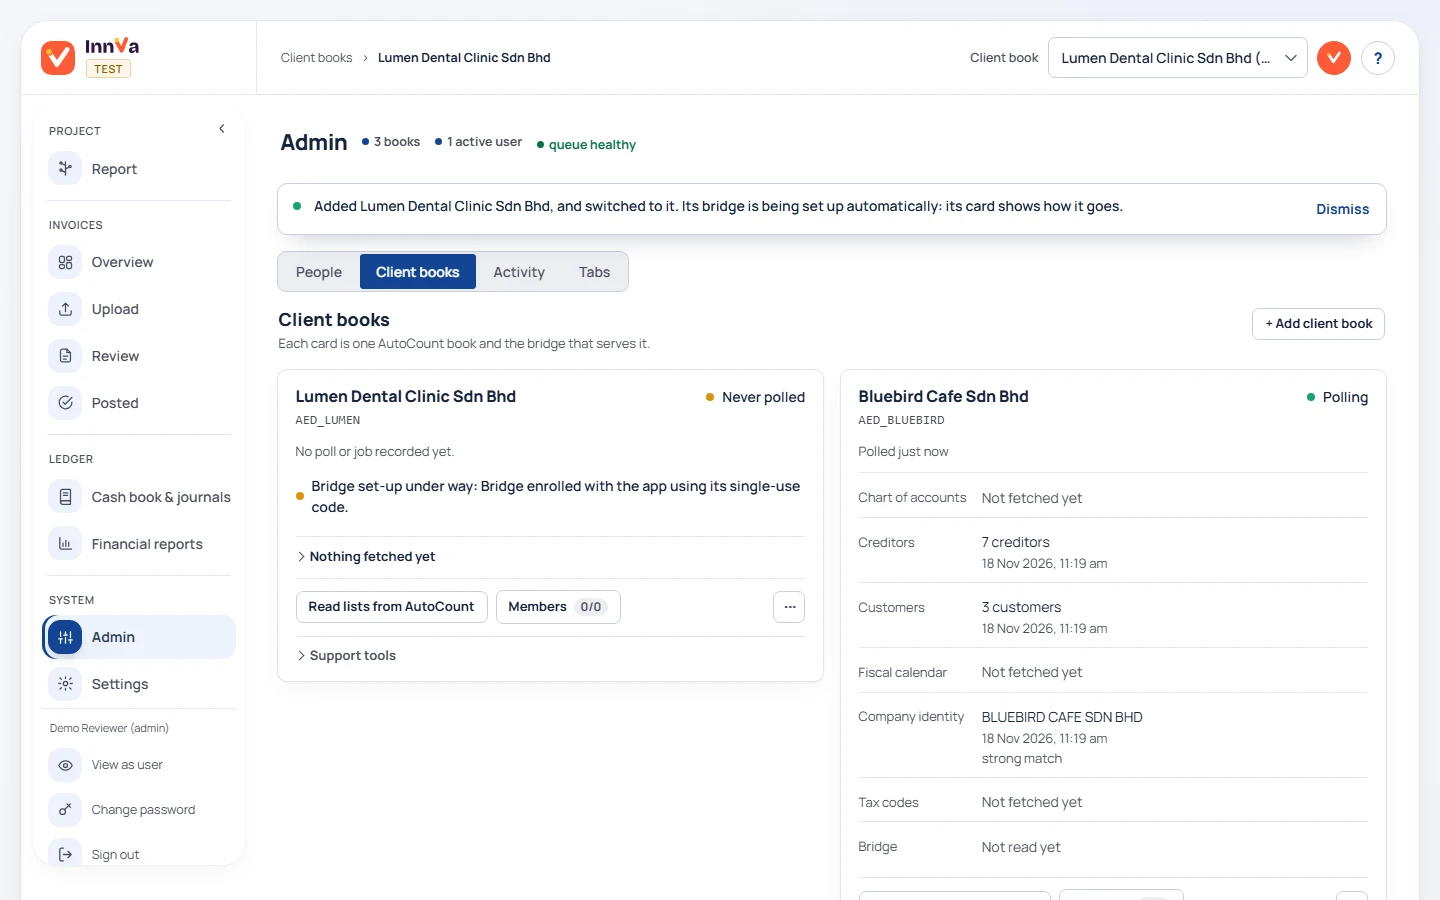 InnVa
TEST
Client books › Lumen Dental Clinic Sdn Bhd
Client book
Lumen Dental Clinic Sdn Bhd (...
?
PROJECT
Report
INVOICES
Overview
Upload
Review
Posted
LEDGER
Cash book & journals
Financial reports
SYSTEM
Admin
Settings
Demo Reviewer (admin)
View as user
Change password
Sign out
Admin
3 books
1 active user
queue healthy
Added Lumen Dental Clinic Sdn Bhd, and switched to it. Its bridge is being set up automatically: its card shows how it goes.
Dismiss
People
Client books
Activity
Tabs
Client books
Each card is one AutoCount book and the bridge that serves it.
+ Add client book
Lumen Dental Clinic Sdn Bhd
Never polled
AED_LUMEN
No poll or job recorded yet.
Bridge set-up under way: Bridge enrolled with the app using its single-use
code.
Nothing fetched yet
Read lists from AutoCount
Members 0/0
Support tools
Bluebird Cafe Sdn Bhd
Polling
AED_BLUEBIRD
Polled just now
Chart of accounts Not fetched yet
Creditors 7 creditors
18 Nov 2026, 11:19 am
Customers 3 customers
18 Nov 2026, 11:19 am
Fiscal calendar Not fetched yet
Company identity BLUEBIRD CAFE SDN BHD
18 Nov 2026, 11:19 am
strong match
Tax codes Not fetched yet
Bridge Not read yet